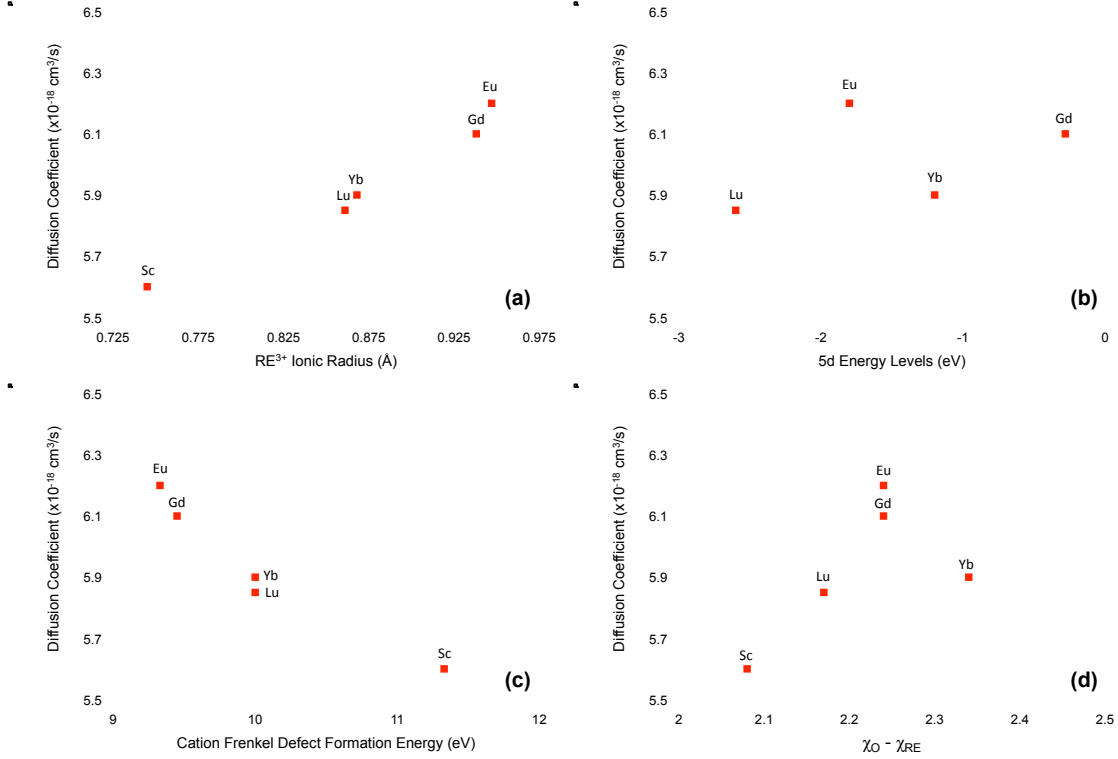 6.5
6.3
6.1
5.9
5.7
5.5
Diffusion Coefficient (x10⁻¹⁸ cm³/s)
Eu
Gd
Yb
Lu
Sc
(a)
0.725 0.775 0.825 0.875 0.925 0.975
RE³⁺ Ionic Radius (Å)
6.5
6.3
6.1
5.9
5.7
5.5
Diffusion Coefficient (x10⁻¹⁸ cm³/s)
Eu
Gd
Yb
Lu
(b)
-3 -2 -1 0
5d Energy Levels (eV)
6.5
6.3
6.1
5.9
5.7
5.5
Diffusion Coefficient (x10⁻¹⁸ cm³/s)
Eu
Gd
Yb
Lu
Sc
(c)
9 10 11 12
Cation Frenkel Defect Formation Energy (eV)
6.5
6.3
6.1
5.9
5.7
5.5
Diffusion Coefficient (x10⁻¹⁸ cm³/s)
Eu
Gd
Yb
Lu
Sc
(d)
2 2.1 2.2 2.3 2.4 2.5
χO - χRE